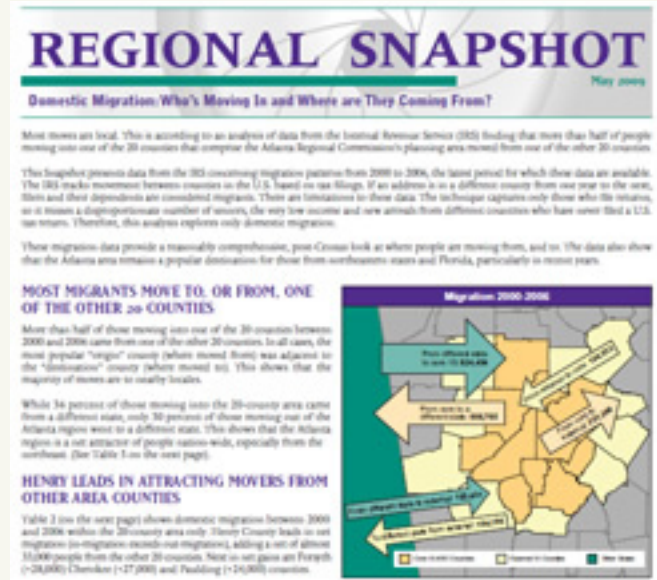 REGIONAL SNAPSHOT
May 2009
Domestic Migration: Who's Moving In and Where are They Coming From?
Most moves are local. This is according to an analysis of data from the Internal Revenue Service (IRS) finding that more than half of people
moving into one of the 20 counties that comprise the Atlanta Regional Commission's planning area moved from one of the other 20 counties.
This Snapshot presents data from the IRS concerning migration patterns from 2000 to 2006, the latest period for which these data are available.
The IRS tracks movement between counties in the U.S. based on tax filings. If an address is in a different county from one year to the next,
filers and their dependents are considered migrants. There are limitations to these data. The technique captures only those who file returns,
so it misses a disproportionate number of seniors, the very low income and new arrivals from different countries who have never filed a U.S.
tax return. Therefore, this analysis explores only domestic migration.
These migration data provide a reasonably comprehensive, post-Census look at where people are moving from, and to. The data also show
that the Atlanta area remains a popular destination for those from northeastern states and Florida, particularly in recent years.
MOST MIGRANTS MOVE TO, OR FROM, ONE
OF THE OTHER 20 COUNTIES
More than half of those moving into one of the 20 counties between
2000 and 2006 came from one of the other 20 counties. In all cases, the
most popular "origin" county (where moved from) was adjacent to
the "destination" county (where moved to). This shows that the
majority of moves are to nearby locales.
While 36 percent of those moving into the 20-county area came
from a different state, only 30 percent of those moving out of the
Atlanta region went to a different state. This shows that the Atlanta
region is a net attractor of people nation-wide, especially from the
northeast. (See Table 5 on the next page).
HENRY LEADS IN ATTRACTING MOVERS FROM
OTHER AREA COUNTIES
Table 2 (on the next page) shows domestic migration between 2000
and 2006 within the 20-county area only. Henry County leads in net
migration (in-migration exceeds out-migration), adding a net of almost
people from the other 20 counties. Next in net gains are Forsyth
Cherokee (+27,000) and Paulding (+24,000) counties.
Migration 2000-2006